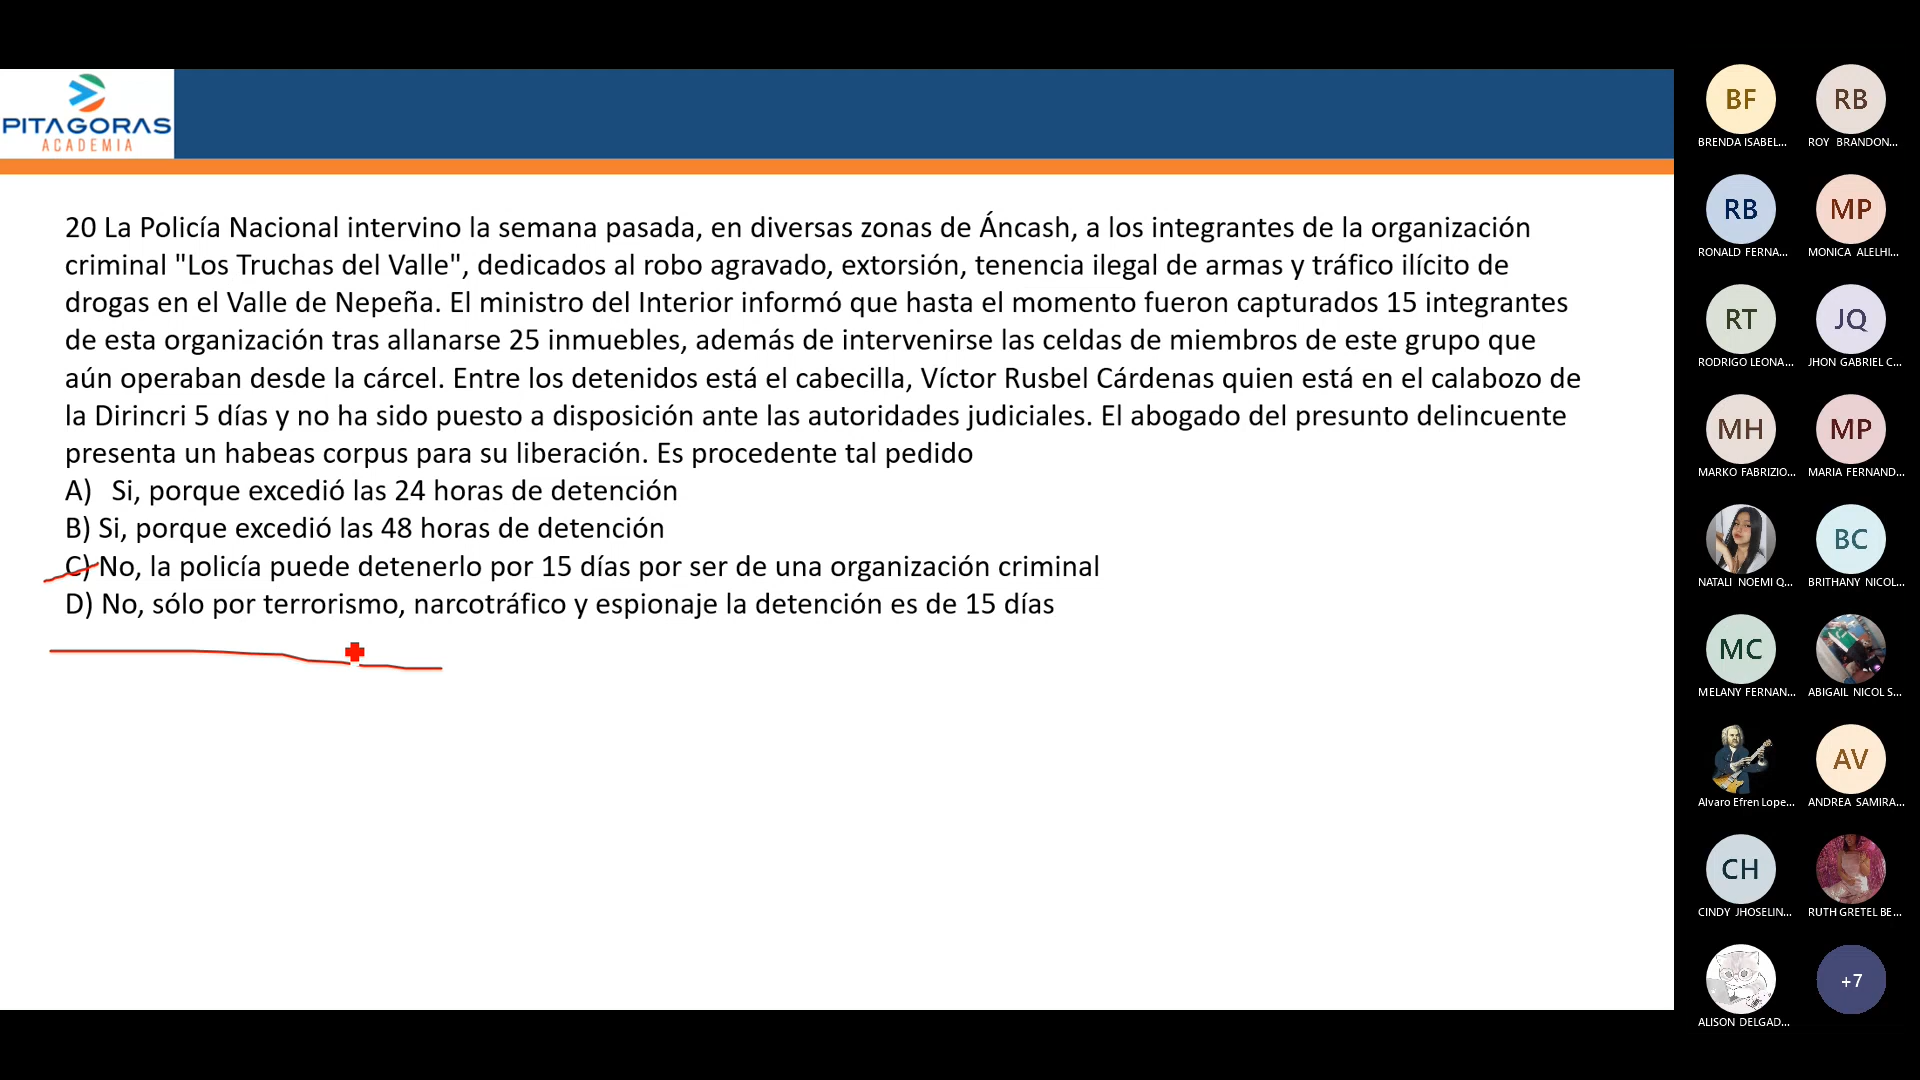 PITAGORAS
ACADEMIA
20 La Policía Nacional intervino la semana pasada, en diversas zonas de Áncash, a los integrantes de la organización
criminal "Los Truchas del Valle", dedicados al robo agravado, extorsión, tenencia ilegal de armas y tráfico ilícito de
drogas en el Valle de Nepeña. El ministro del Interior informó que hasta el momento fueron capturados 15 integrantes
de esta organización tras allanarse 25 inmuebles, además de intervenirse las celdas de miembros de este grupo que
aún operaban desde la cárcel. Entre los detenidos está el cabecilla, Víctor Rusbel Cárdenas quien está en el calabozo de
la Dirincri 5 días y no ha sido puesto a disposición ante las autoridades judiciales. El abogado del presunto delincuente
presenta un habeas corpus para su liberación. Es procedente tal pedido
A) Si, porque excedió las 24 horas de detención
B) Si, porque excedió las 48 horas de detención
C) No, la policía puede detenerlo por 15 días por ser de una organización criminal
D) No, sólo por terrorismo, narcotráfico y espionaje la detención es de 15 días
BF
RB
BRENDA ISABEL...
ROY BRANDON...
RB
MP
RONALD FERNA...
MONICA ALELHI...
RT
JQ
RODRIGO LEONA...
JHON GABRIEL C...
MH
MP
MARKO FABRIZIO...
MARIA FERNAND...
BC
NATALI NOEMI Q...
BRITHANY NICOL...
MC
MELANY FERNAN...
ABIGAIL NICOL S...
AV
Alvaro Efren Lope...
ANDREA SAMIRA...
CH
CINDY JHOSELIN...
RUTH GRETEL BE...
+7
ALISON DELGAD...